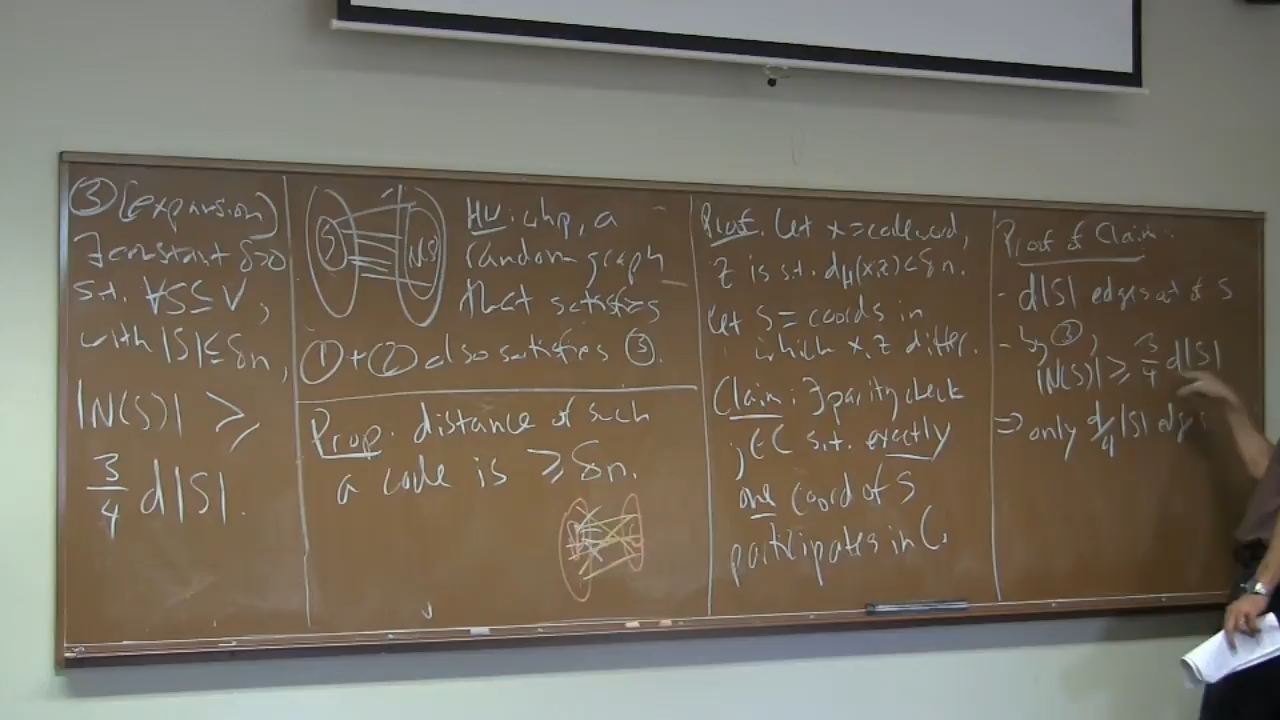 ③ (expansion)
∃ constant δ>0
s.t. ∀S⊆V,
with |S|≤δn,
|N(S)| ≥
3/4 d|S|.
S
N(S)
HW: whp, a
random graph
that satisfies
①+② also satisfies ③.
Prop. distance of such
a code is ≥ δn.
Proof. Let x=codeword,
z is s.t. d_H(x,z)<δn.
Let S = coords in
which x,z differ.
Claim: ∃ parity check
j∈C s.t. exactly
one coord of S
participates in C.
Proof of Claim:
- d|S| edges out of S
- by ③,
|N(S)| ≥ 3/4 d|S|
⇒ only d/4 |S| edges